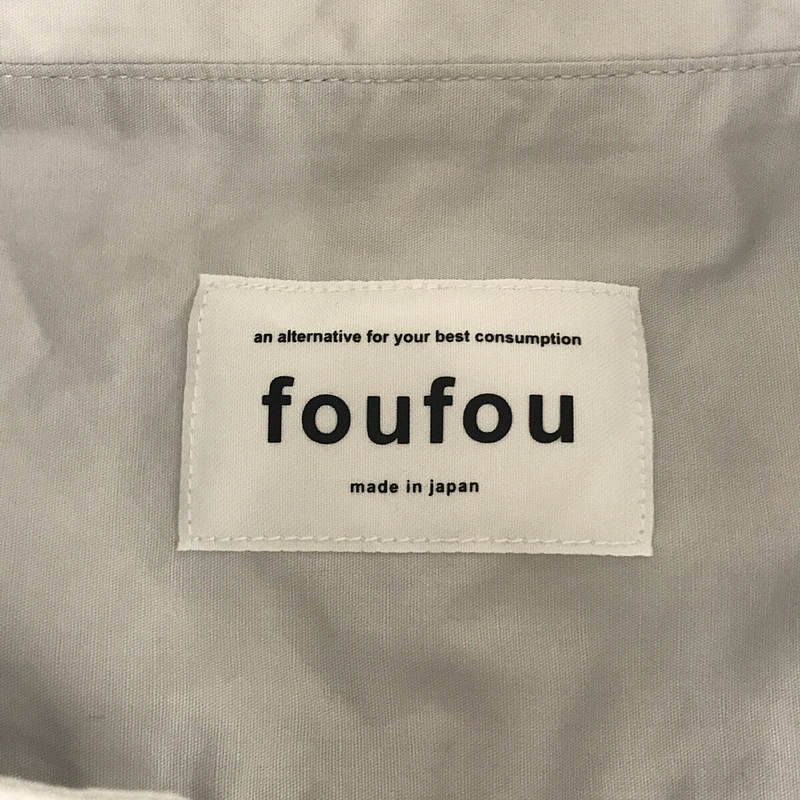 an alternative for your best consumption
foufou
made in japan